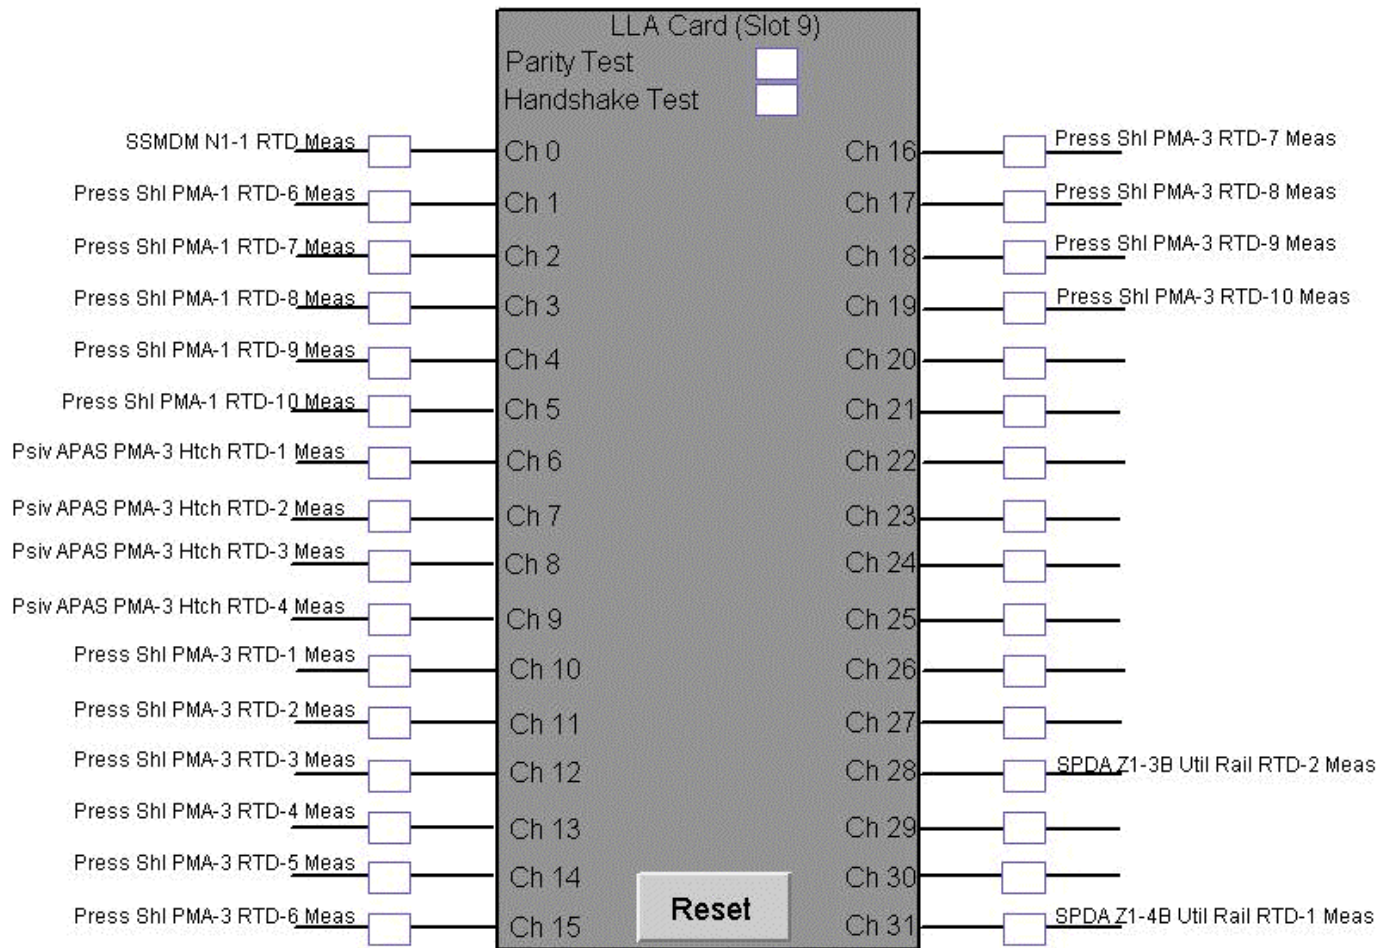 LLA Card (Slot 9)
Parity Test
Handshake Test
SSMDM N1-1 RTD Meas Ch 0 Ch 16 Press Shl PMA-3 RTD-7 Meas
Press Shl PMA-1 RTD-6 Meas Ch 1 Ch 17 Press Shl PMA-3 RTD-8 Meas
Press Shl PMA-1 RTD-7 Meas Ch 2 Ch 18 Press Shl PMA-3 RTD-9 Meas
Press Shl PMA-1 RTD-8 Meas Ch 3 Ch 19 Press Shl PMA-3 RTD-10 Meas
Press Shl PMA-1 RTD-9 Meas Ch 4 Ch 20
Press Shl PMA-1 RTD-10 Meas Ch 5 Ch 21
Psiv APAS PMA-3 Htch RTD-1 Meas Ch 6 Ch 22
Psiv APAS PMA-3 Htch RTD-2 Meas Ch 7 Ch 23
Psiv APAS PMA-3 Htch RTD-3 Meas Ch 8 Ch 24
Psiv APAS PMA-3 Htch RTD-4 Meas Ch 9 Ch 25
Press Shl PMA-3 RTD-1 Meas Ch 10 Ch 26
Press Shl PMA-3 RTD-2 Meas Ch 11 Ch 27
Press Shl PMA-3 RTD-3 Meas Ch 12 Ch 28 SPDA Z1-3B Util Rail RTD-2 Meas
Press Shl PMA-3 RTD-4 Meas Ch 13 Ch 29
Press Shl PMA-3 RTD-5 Meas Ch 14 Ch 30
Press Shl PMA-3 RTD-6 Meas Ch 15 Reset Ch 31 SPDA Z1-4B Util Rail RTD-1 Meas